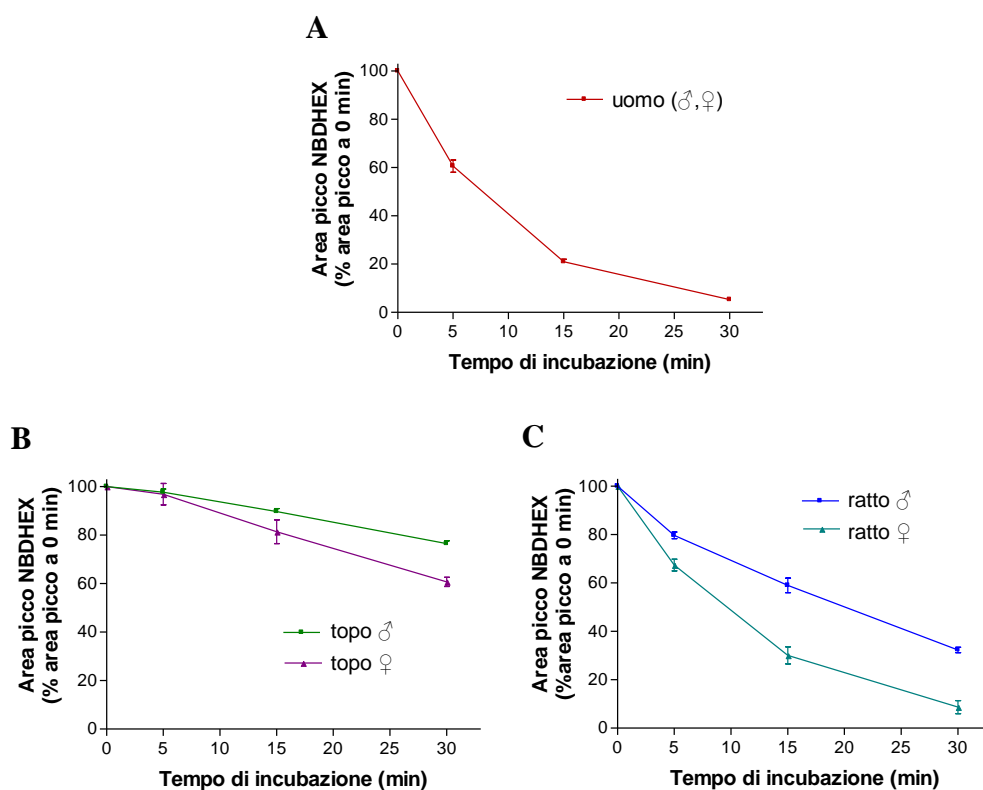 A
Area picco NBDHEX
(% area picco a 0 min)
100
80
60
40
20
0
uomo (♂,♀)
0 5 10 15 20 25 30
Tempo di incubazione (min)
B
Area picco NBDHEX
(% area picco a 0 min)
100
80
60
40
20
0
topo ♂
topo ♀
0 5 10 15 20 25 30
Tempo di incubazione (min)
C
Area picco NBDHEX
(%area picco a 0 min)
100
80
60
40
20
0
ratto ♂
ratto ♀
0 5 10 15 20 25 30
Tempo di incubazione (min)